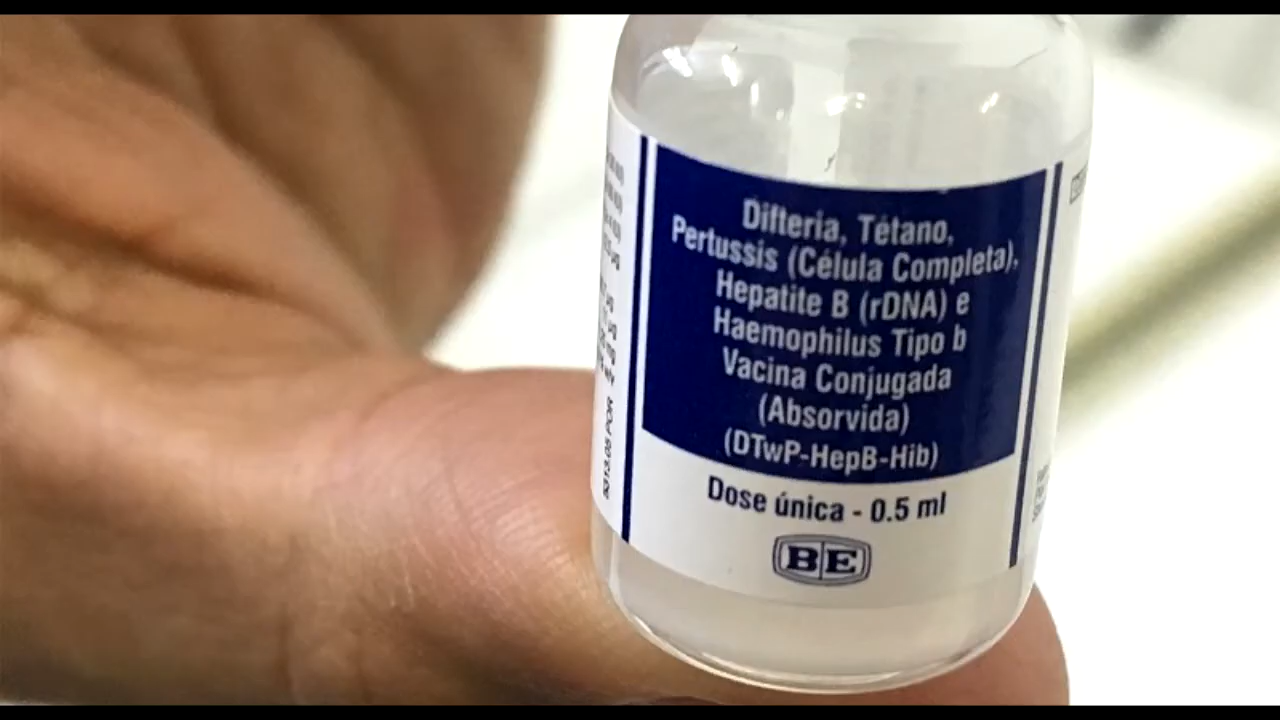 Difteria, Tétano,
Pertussis (Célula Completa),
Hepatite B (rDNA) e
Haemophilus Tipo b
Vacina Conjugada
(Absorvida)
(DTwP-HepB-Hib)
Dose única - 0.5 ml
BE